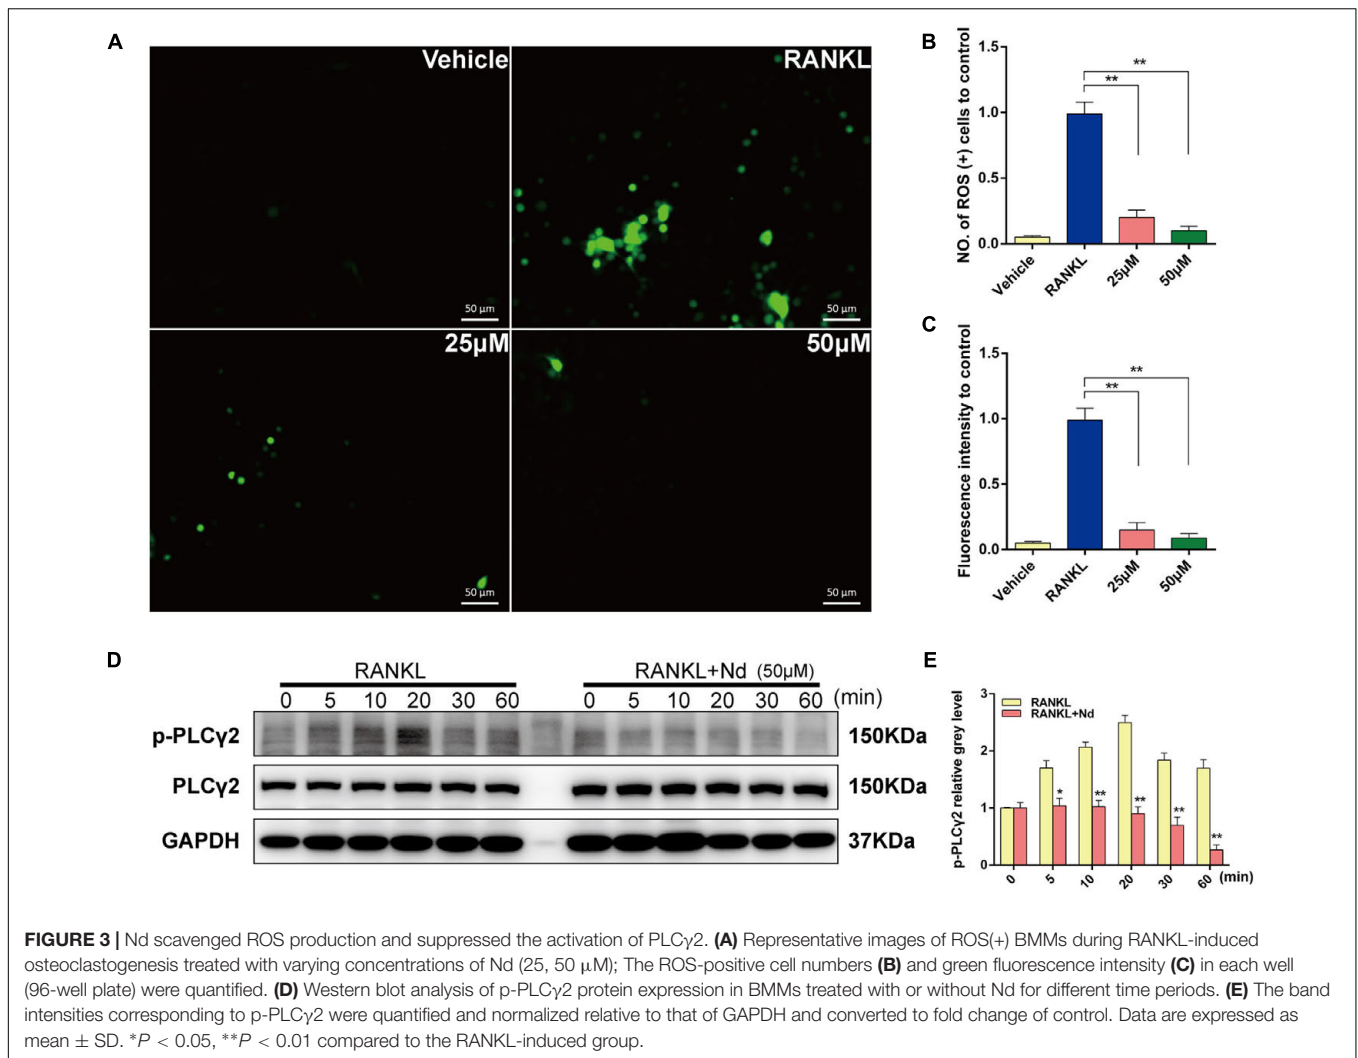 A
Vehicle
RANKL
50 µm
50 µm
25µM
50µM
50 µm
50 µm
B
NO. of ROS (+) cells to control
1.5
1.0
0.5
0.0
**
**
Vehicle
RANKL
25µM
50µM
C
Fluorescence intensity to control
1.5
1.0
0.5
0.0
**
**
Vehicle
RANKL
25µM
50µM
D
RANKL
RANKL+Nd (50µM)
0 5 10 20 30 60 0 5 10 20 30 60 (min)
p-PLCγ2 150KDa
PLCγ2 150KDa
GAPDH 37KDa
E
p-PLCγ2 relative grey level
3
2
1
0
RANKL
RANKL+Nd
* ** ** ** **
0 5 10 20 30 60 (min)
FIGURE 3 | Nd scavenged ROS production and suppressed the activation of PLCγ2. (A) Representative images of ROS(+) BMMs during RANKL-induced
osteoclastogenesis treated with varying concentrations of Nd (25, 50 µM); The ROS-positive cell numbers (B) and green fluorescence intensity (C) in each well
(96-well plate) were quantified. (D) Western blot analysis of p-PLCγ2 protein expression in BMMs treated with or without Nd for different time periods. (E) The band
intensities corresponding to p-PLCγ2 were quantified and normalized relative to that of GAPDH and converted to fold change of control. Data are expressed as
mean ± SD. *P < 0.05, **P < 0.01 compared to the RANKL-induced group.